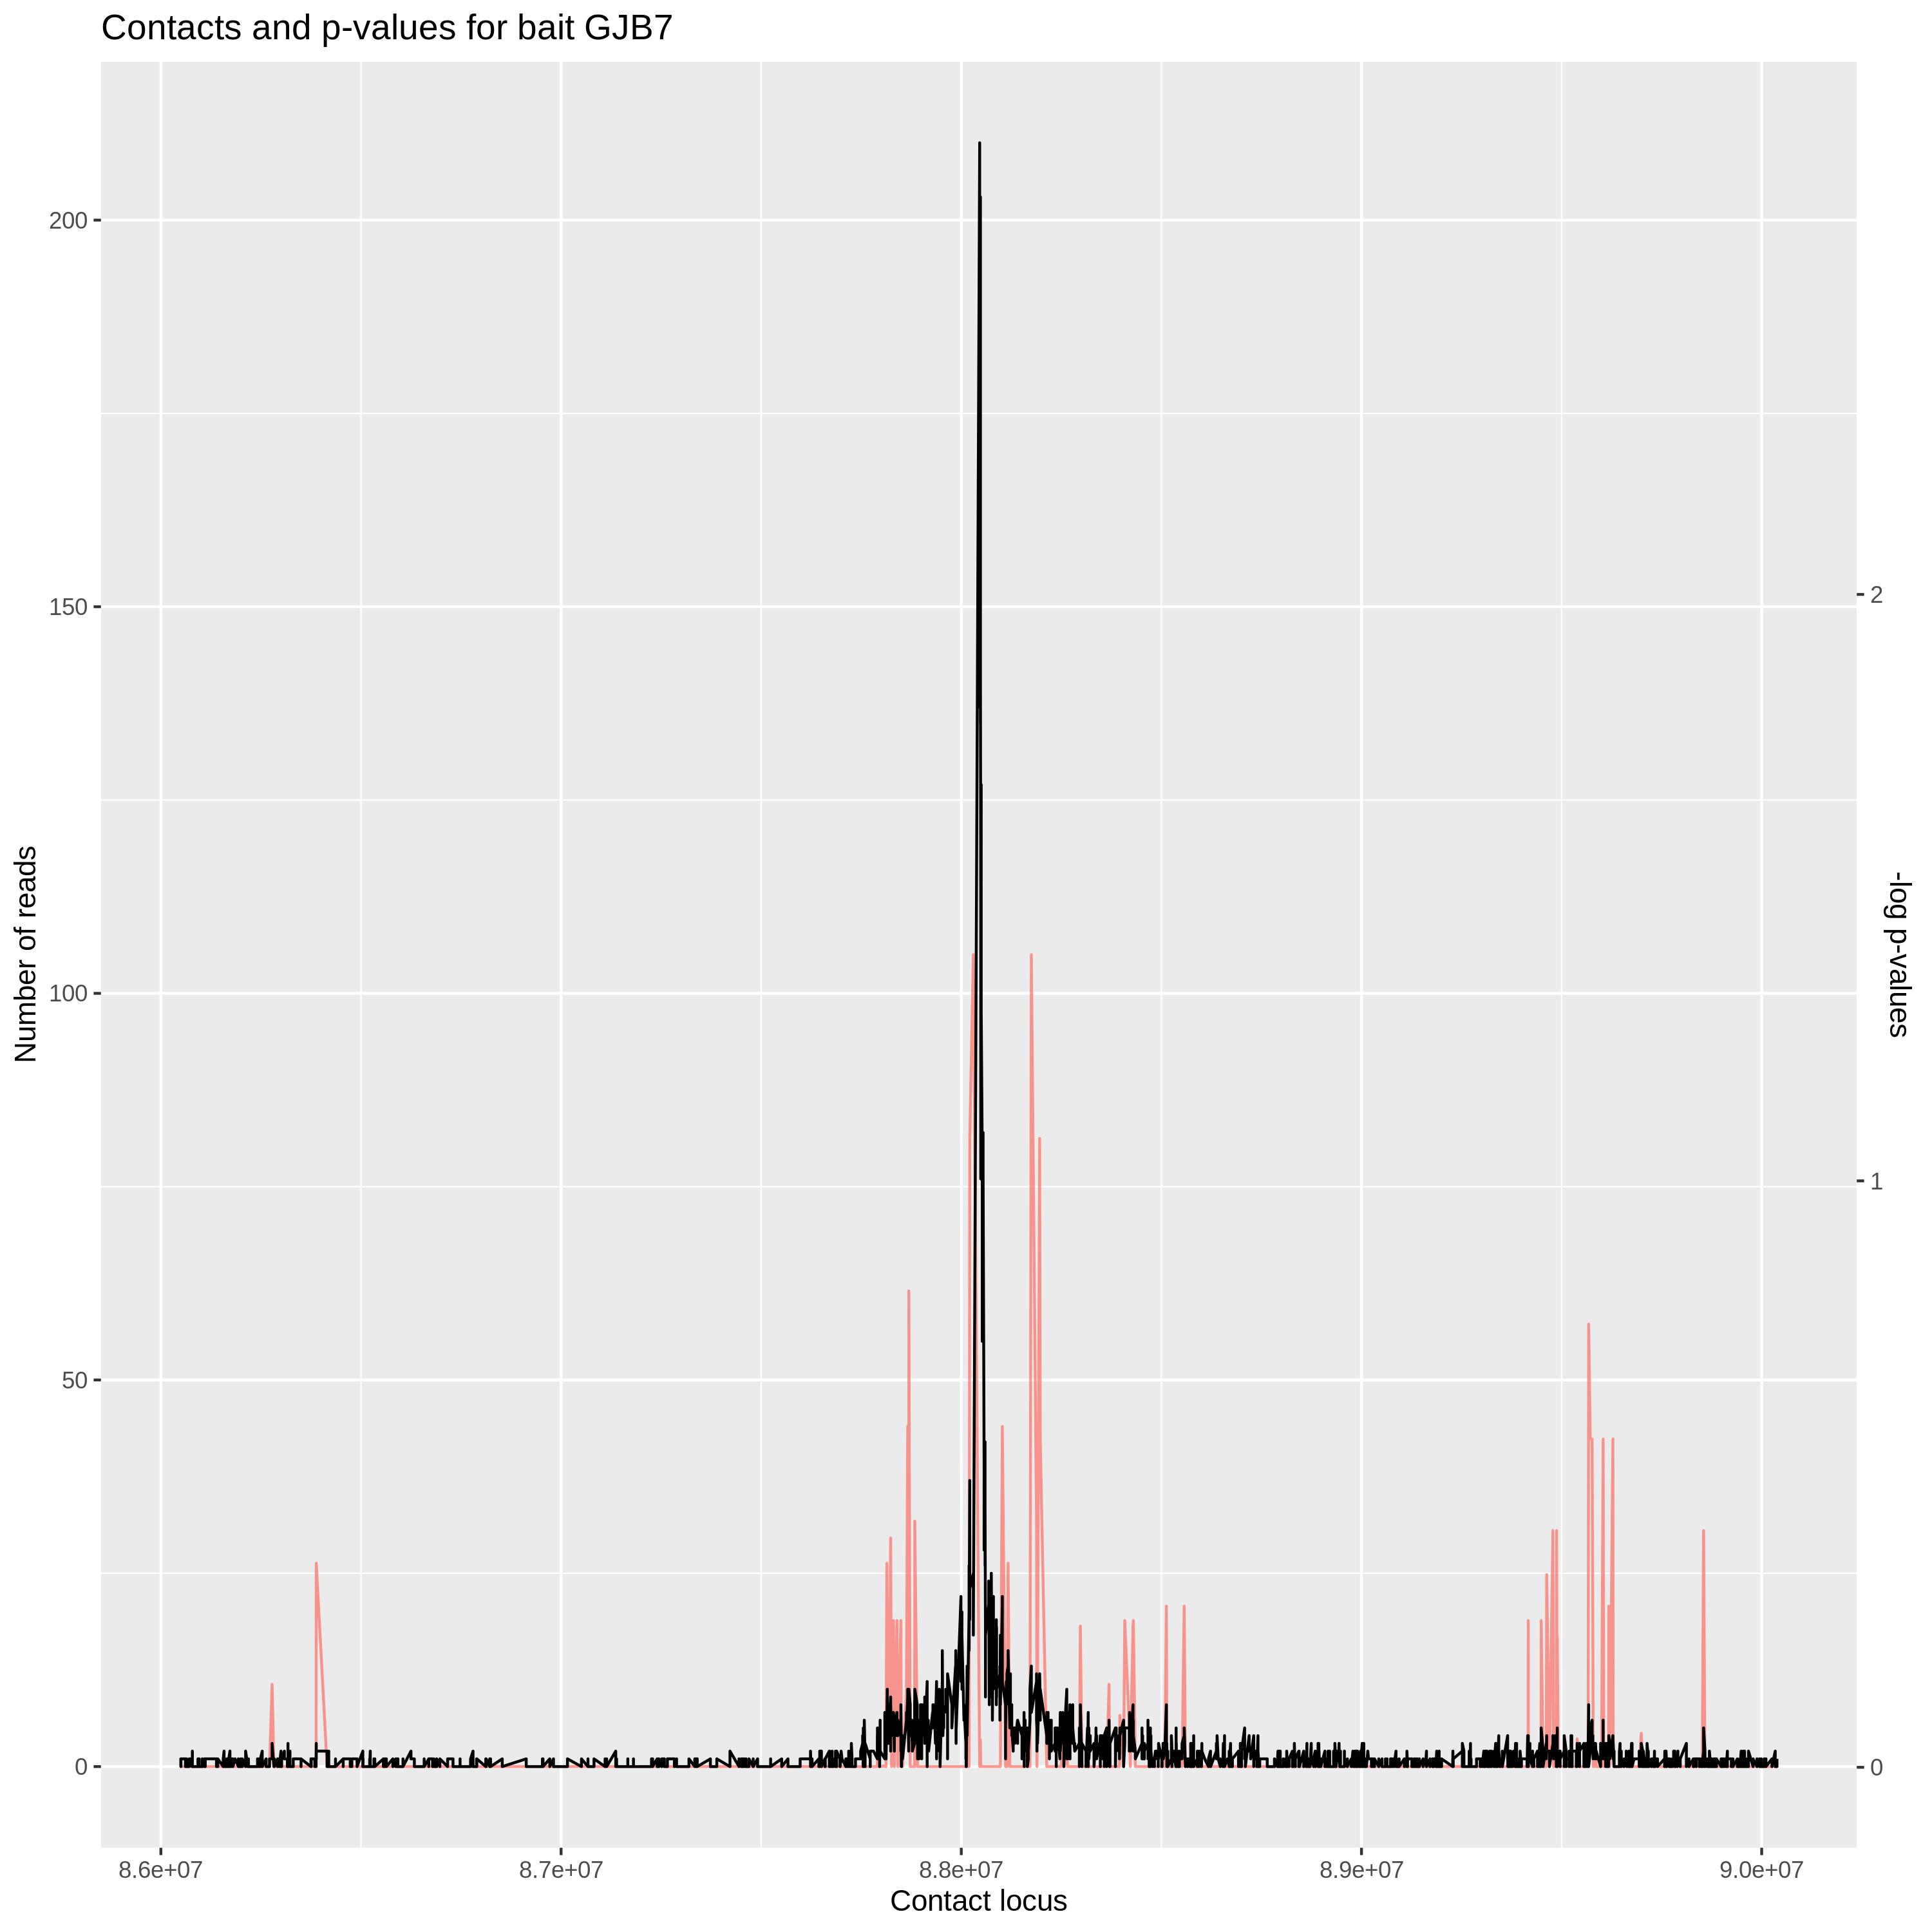 Contacts and p-values for bait GJB7
Number of reads
200
150
100
50
0
2
1
0
-log p-values
8.6e+07 8.7e+07 8.8e+07 8.9e+07 9.0e+07
Contact locus